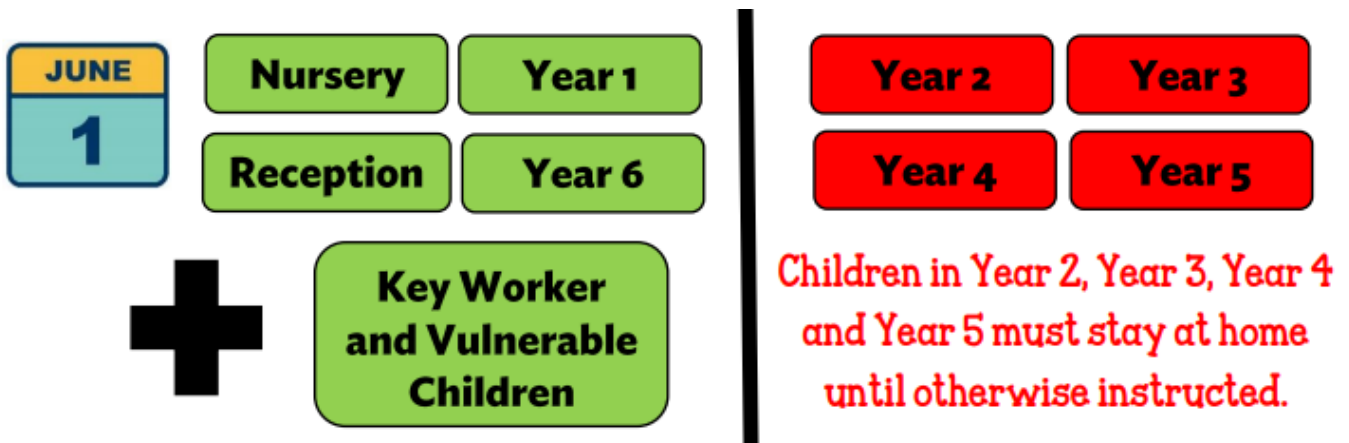 JUNE
1
Nursery
Year 1
Reception
Year 6
Key Worker
and Vulnerable
Children
Year 2
Year 3
Year 4
Year 5
Children in Year 2, Year 3, Year 4
and Year 5 must stay at home
until otherwise instructed.